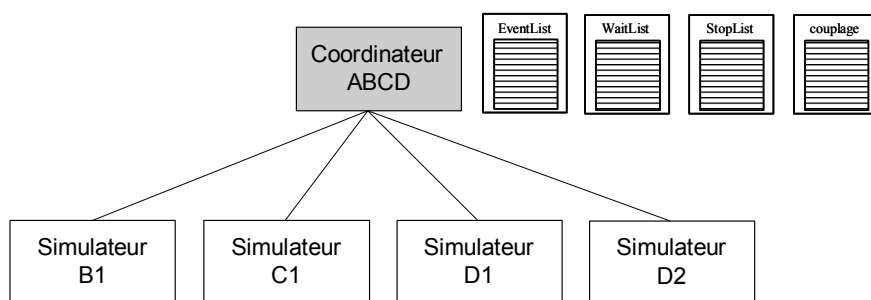 EventList WaitList StopList couplage
Coordinateur
ABCD
Simulateur Simulateur Simulateur Simulateur
B1 C1 D1 D2